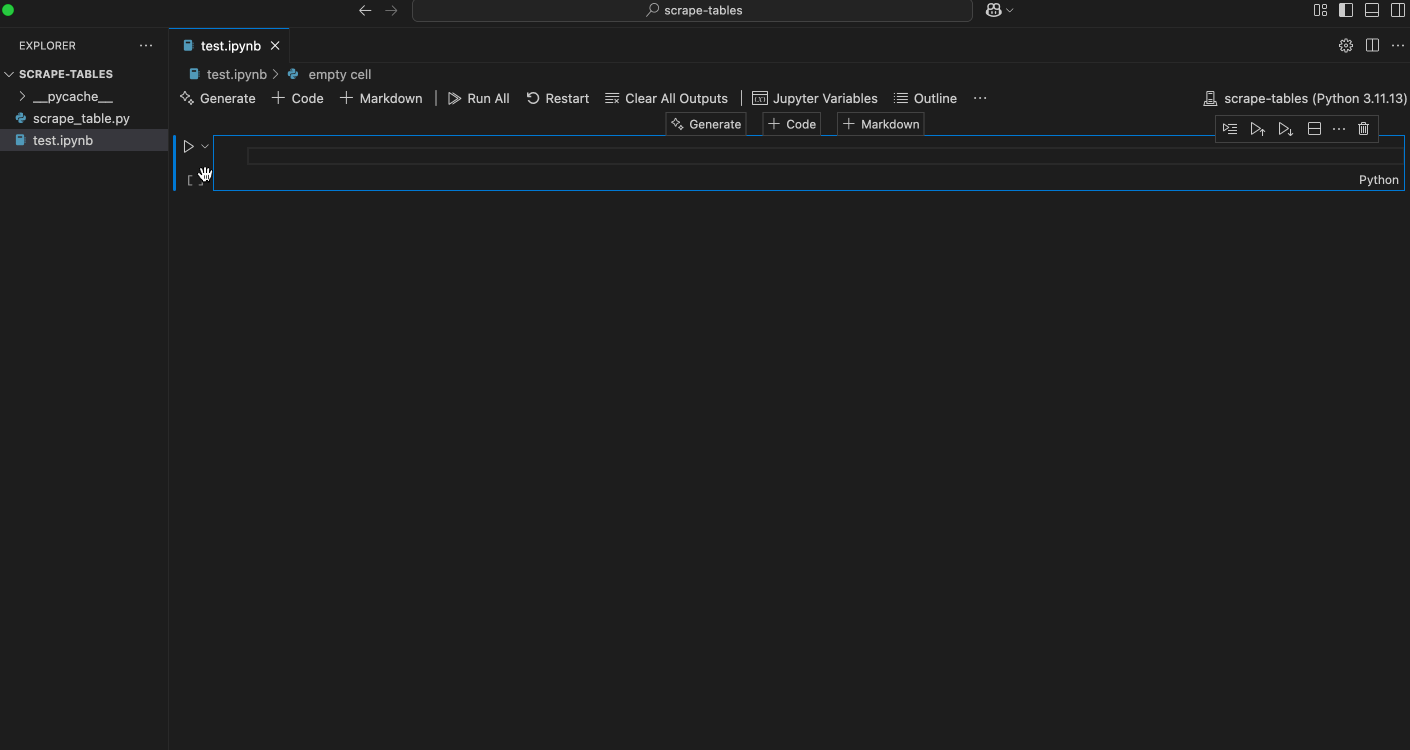 scrape-tables
EXPLORER
test.ipynb
SCRAPE-TABLES
__pycache__
scrape_table.py
test.ipynb
test.ipynb > empty cell
Generate + Code + Markdown | Run All Restart Clear All Outputs | Jupyter Variables Outline ... scrape-tables (Python 3.11.13)
Generate + Code + Markdown
[ ]
Python